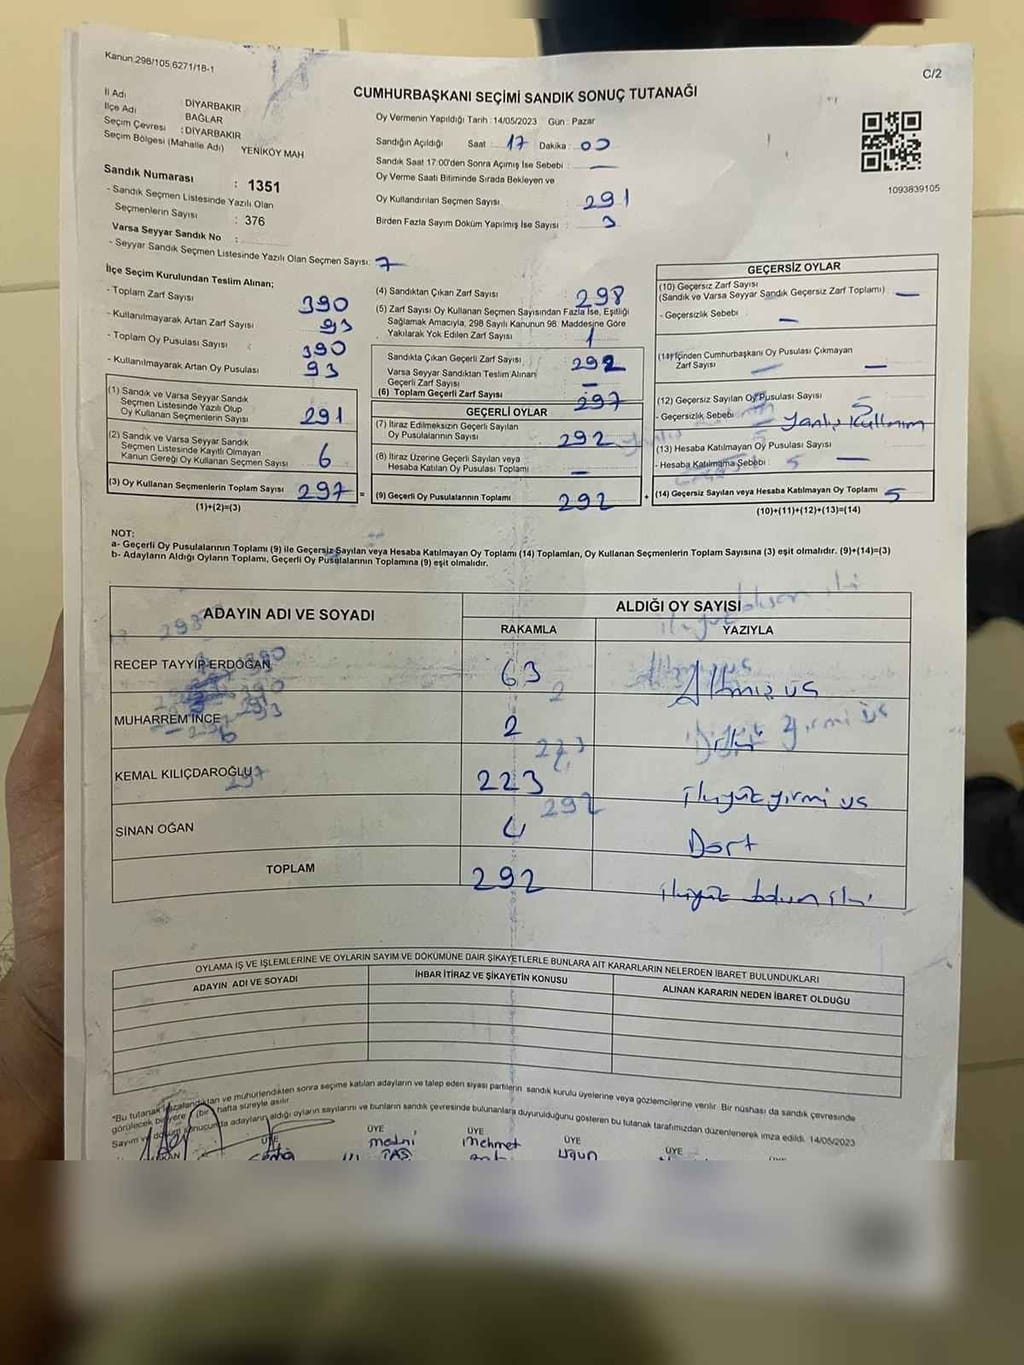 Kanun:298/105,6271/18-1
C/2
CUMHURBAŞKANI SEÇİMİ SANDIK SONUÇ TUTANAĞI
İl Adı DİYARBAKIR
İlçe Adı BAĞLAR
Seçim Çevresi : DİYARBAKIR
Seçim Bölgesi (Mahalle Adı) YENİKÖY MAH
Sandık Numarası : 1351
- Sandık Seçmen Listesinde Yazılı Olan
Seçmenlerin Sayısı : 376
Varsa Seyyar Sandık No :
- Seyyar Sandık Seçmen Listesinde Yazılı Olan Seçmen Sayısı: 7
Oy Vermenin Yapıldığı Tarih : 14/05/2023 Gün : Pazar
Sandığın Açıldığı Saat : 17 Dakika : 00
Sandık Saat 17:00'den Sonra Açımış İse Sebebi : —
Oy Verme Saati Bitiminde Sırada Bekleyen ve
Oy Kullandırılan Seçmen Sayısı 291
Birden Fazla Sayım Döküm Yapılmış İse Sayısı : 3
1093839105
İlçe Seçim Kurulundan Teslim Alınan;
- Toplam Zarf Sayısı 390
- Kullanılmayarak Artan Zarf Sayısı 93
- Toplam Oy Pusulası Sayısı 390
- Kullanılmayarak Artan Oy Pusulası 93
(1) Sandık ve Varsa Seyyar Sandık
Seçmen Listesinde Yazılı Olup
Oy Kullanan Seçmenlerin Sayısı 291
(2) Sandık ve Varsa Seyyar Sandık
Seçmen Listesinde Kayıtlı Olmayan
Kanun Gereği Oy Kullanan Seçmen Sayısı 6
(3) Oy Kullanan Seçmenlerin Toplam Sayısı 297
(1)+(2)=(3)
(4) Sandıktan Çıkan Zarf Sayısı 298
(5) Zarf Sayısı Oy Kullanan Seçmen Sayısından Fazla İse, Eşitliği
Sağlamak Amacıyla, 298 Sayılı Kanunun 98. Maddesine Göre
Yakılarak Yok Edilen Zarf Sayısı 1
Sandıkta Çıkan Geçerli Zarf Sayısı 292
Varsa Seyyar Sandıktan Teslim Alınan
Geçerli Zarf Sayısı —
(6) Toplam Geçerli Zarf Sayısı 297
GEÇERLİ OYLAR
(7) İtiraz Edilmeksizin Geçerli Sayılan
Oy Pusulalarının Sayısı 292
(8) İtiraz Üzerine Geçerli Sayılan veya
Hesaba Katılan Oy Pusulası Toplamı —
= (9) Geçerli Oy Pusulalarının Toplamı 292
GEÇERSİZ OYLAR
(10) Geçersiz Zarf Sayısı
(Sandık ve Varsa Seyyar Sandık Geçersiz Zarf Toplamı) —
- Geçersizlik Sebebi —
(11) İçinden Cumhurbaşkanı Oy Pusulası Çıkmayan
Zarf Sayısı —
(12) Geçersiz Sayılan Oy Pusulası Sayısı 5
- Geçersizlik Sebebi Yanlış Kullnım
(13) Hesaba Katılmayan Oy Pusulası Sayısı
- Hesaba Katılmama Sebebi : —
+ (14) Geçersiz Sayılan veya Hesaba Katılmayan Oy Toplamı 5
(10)+(11)+(12)+(13)=(14)
NOT:
a- Geçerli Oy Pusulalarının Toplamı (9) ile Geçersiz Sayılan veya Hesaba Katılmayan Oy Toplamı (14) Toplamları, Oy Kullanan Seçmenlerin Toplam Sayısına (3) eşit olmalıdır. (9)+(14)=(3)
b- Adayların Aldığı Oyların Toplamı, Geçerli Oy Pusulalarının Toplamına (9) eşit olmalıdır.
ADAYIN ADI VE SOYADI
ALDIĞI OY SAYISI
RAKAMLA YAZIYLA
RECEP TAYYİP ERDOĞAN 63 Altmış üs
MUHARREM İNCE 2
KEMAL KILIÇDAROĞLU 223 ikiyüz yirmi üs
SİNAN OĞAN 4 Dört
TOPLAM 292 ikiyüz
OYLAMA İŞ VE İŞLEMLERİNE VE OYLARIN SAYIM VE DÖKÜMÜNE DAİR ŞİKAYETLERLE BUNLARA AİT KARARLARIN NELERDEN İBARET BULUNDUKLARI
ADAYIN ADI VE SOYADI İHBAR İTİRAZ VE ŞİKAYETİN KONUSU ALINAN KARARIN NEDEN İBARET OLDUĞU
*Bu tutanak imzalandıktan ve mühürlendikten sonra seçime katılan adayların ve talep eden siyasi partilerin sandık kurulu üyelerine veya gözlemcilerine verilir. Bir nüshası da sandık çevresinde
görülecek bir yere (bir) hafta süreyle asılır.
Sayım ve döküm sonucunda adayların aldığı oyların sayılarını ve bunların sandık çevresinde bulunanlara duyurulduğunu gösteren bu tutanak tarafımızdan düzenlenerek imza edildi. 14/05/2023
ÜYE ÜYE ÜYE ÜYE ÜYE
medni Mehmet Uğun
TAŞ